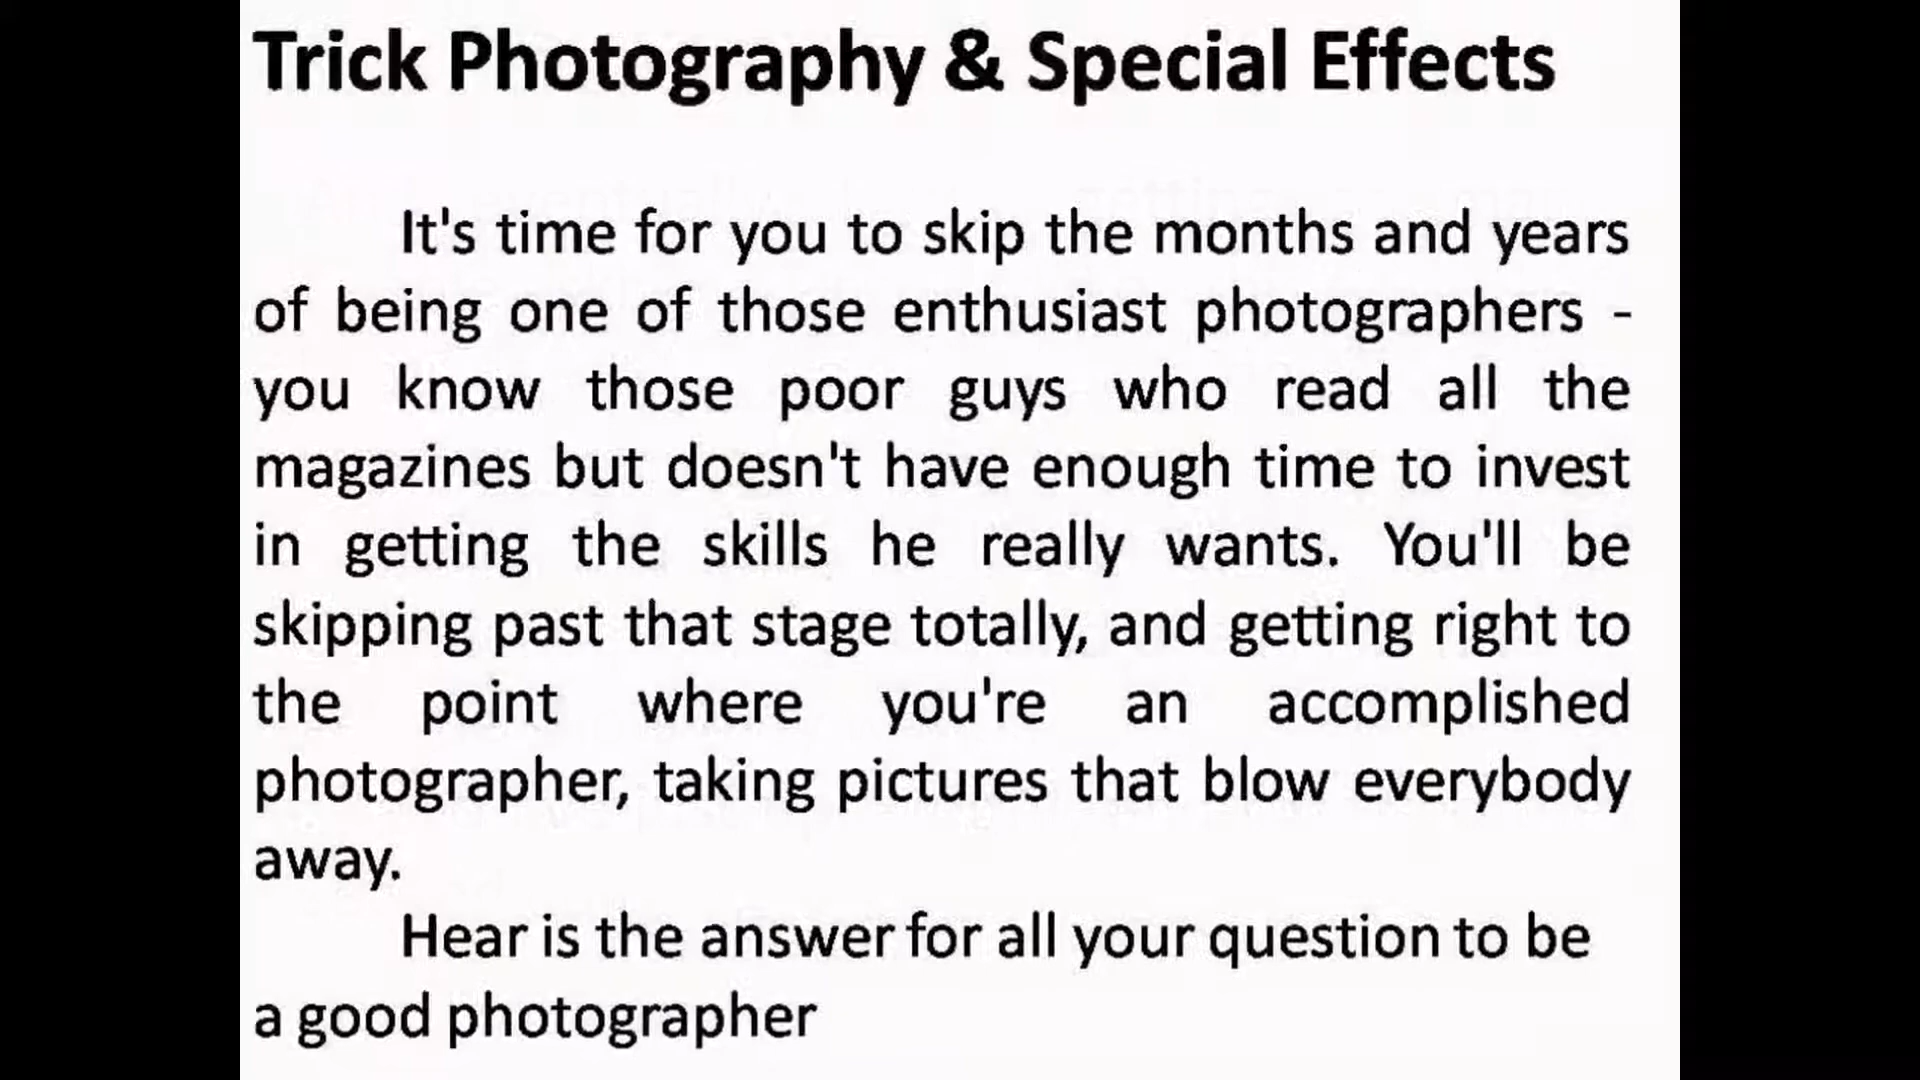 Trick Photography & Special Effects
It's time for you to skip the months and years
of being one of those enthusiast photographers -
you know those poor guys who read all the
magazines but doesn't have enough time to invest
in getting the skills he really wants. You'll be
skipping past that stage totally, and getting right to
the point where you're an accomplished
photographer, taking pictures that blow everybody
away.
Hear is the answer for all your question to be
a good photographer